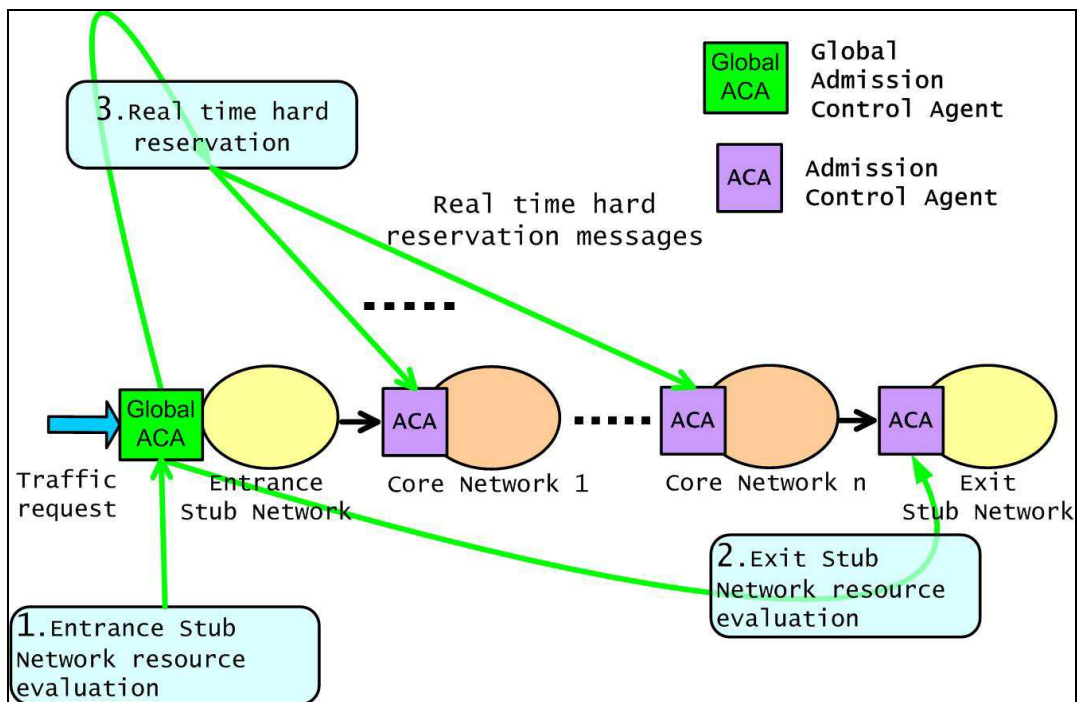 3.Real time hard
reservation
Global
ACA
Global
Admission
Control Agent
ACA
Admission
Control Agent
Real time hard
reservation messages
Global
ACA
ACA
ACA
ACA
Traffic
request
Entrance
Stub Network
Core Network 1
Core Network n
Exit
Stub Network
1.Entrance Stub
Network resource
evaluation
2.Exit Stub
Network resource
evaluation